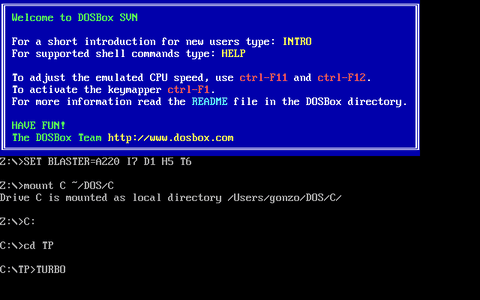 Welcome to DOSBox SVN
For a short introduction for new users type: INTRO
For supported shell commands type: HELP
To adjust the emulated CPU speed, use ctrl-F11 and ctrl-F12.
To activate the keymapper ctrl-F1.
For more information read the README file in the DOSBox directory.
HAVE FUN!
The DOSBox Team http://www.dosbox.com
Z:\>SET BLASTER=A220 I7 D1 H5 T6
Z:\>mount C ~/DOS/C
Drive C is mounted as local directory /Users/gonzo/DOS/C/
Z:\>C:
C:\>cd TP
C:\TP>TURBO